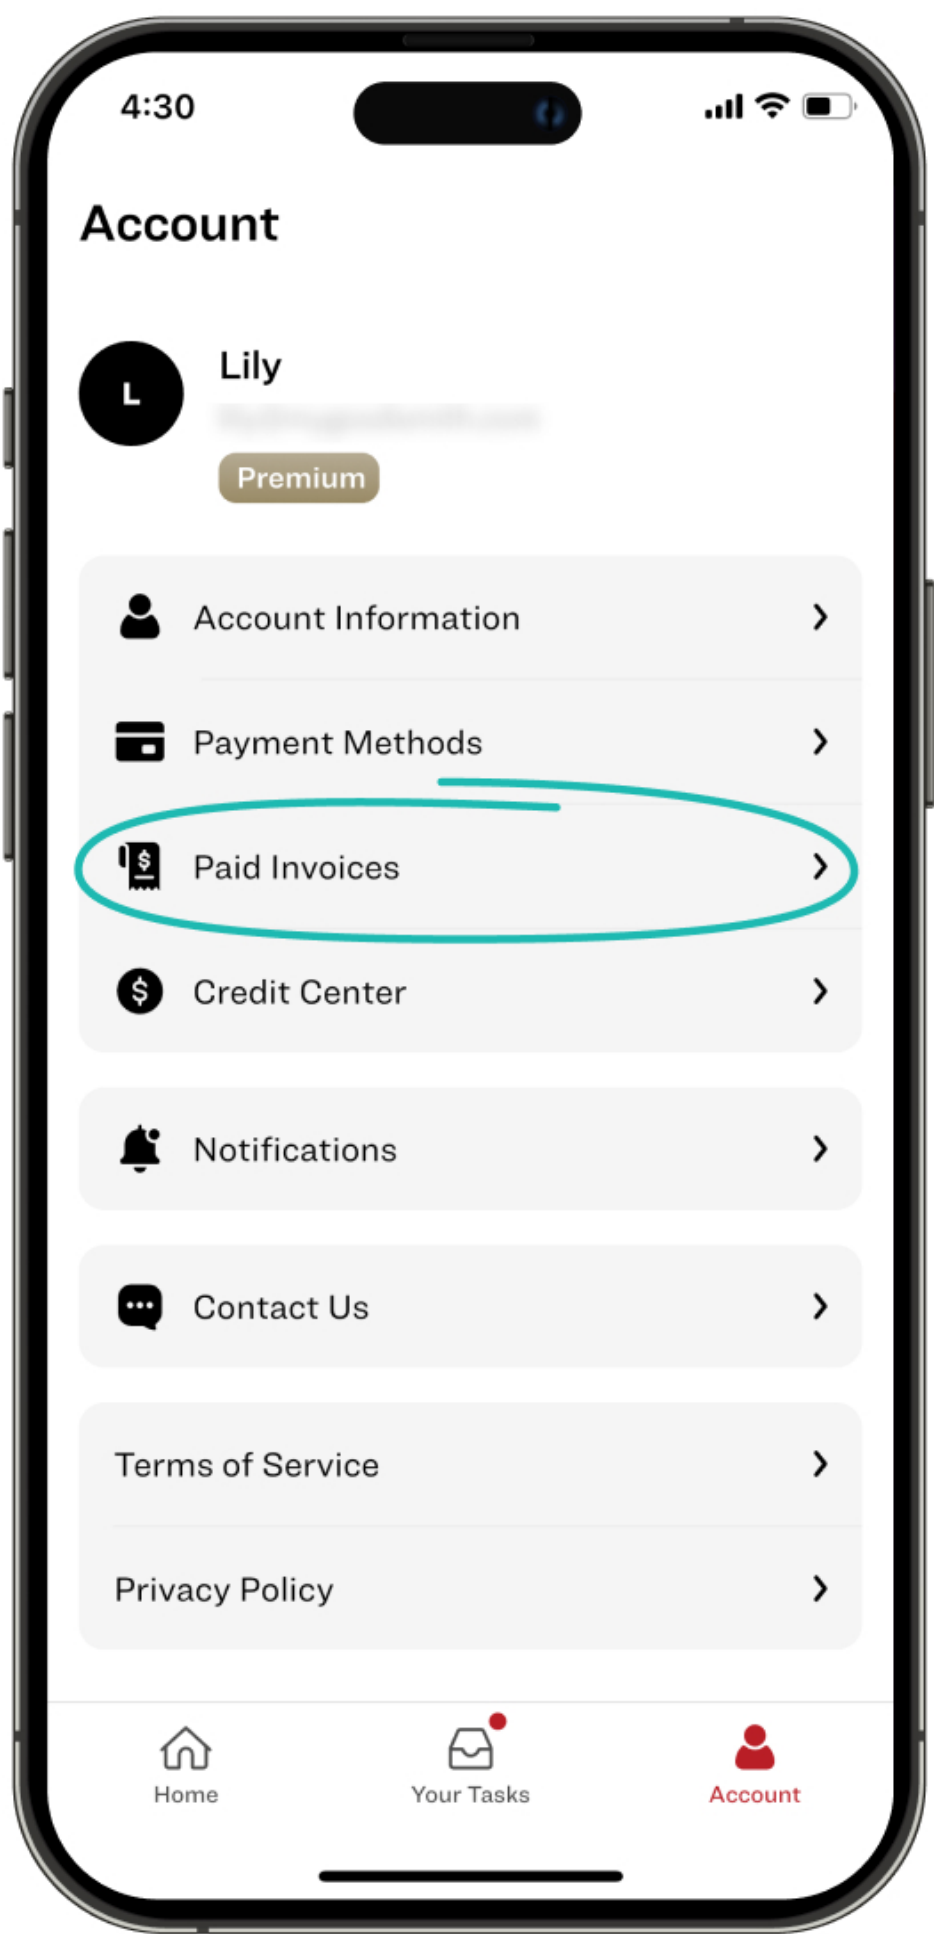 4:30
Account
L
Lily
Premium
Account Information
Payment Methods
$
Paid Invoices
$
Credit Center
Notifications
Contact Us
Terms of Service
Privacy Policy
Home
Your Tasks
Account